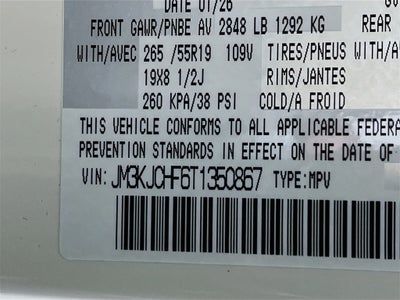 DATE 01/26 GV
FRONT GAWR/PNBE AV 2848 LB 1292 KG REAR
WITH/AVEC 265 /55R19 109V TIRES/PNEUS WITH/A
19X8 1/2J RIMS/JANTES
260 KPA/38 PSI COLD/A FROID
THIS VEHICLE CONFORMS TO ALL APPLICABLE FEDERA
PREVENTION STANDARDS IN EFFECT ON THE DATE O
VIN: JM3KJCHF6T1350867 TYPE:MPV